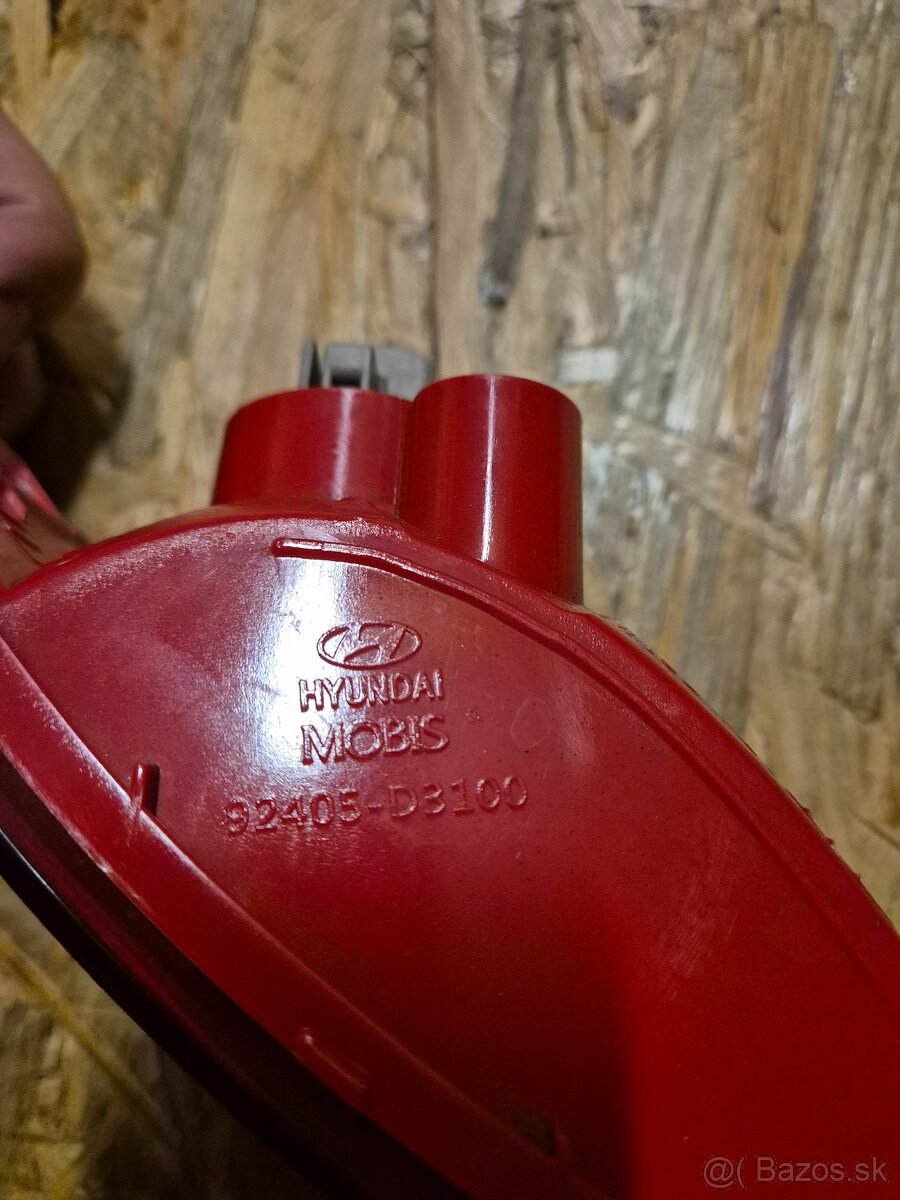 HYUNDAI
MOBIS
92405-D3100
@( Bazos.sk